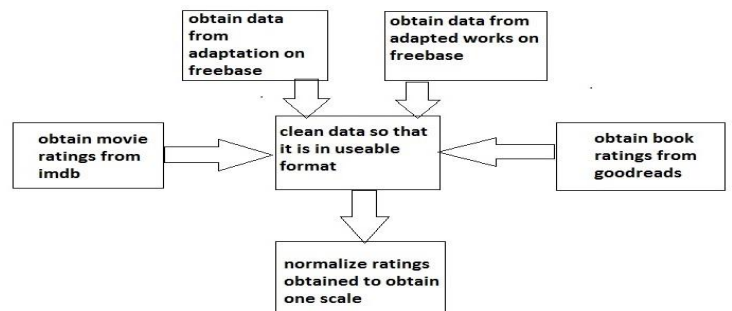 obtain data
from
adaptation on
freebase
obtain data from
adapted works on
freebase
obtain movie
ratings from
imdb
clean data so that
it is in useable
format
obtain book
ratings from
goodreads
normalize ratings
obtained to obtain
one scale